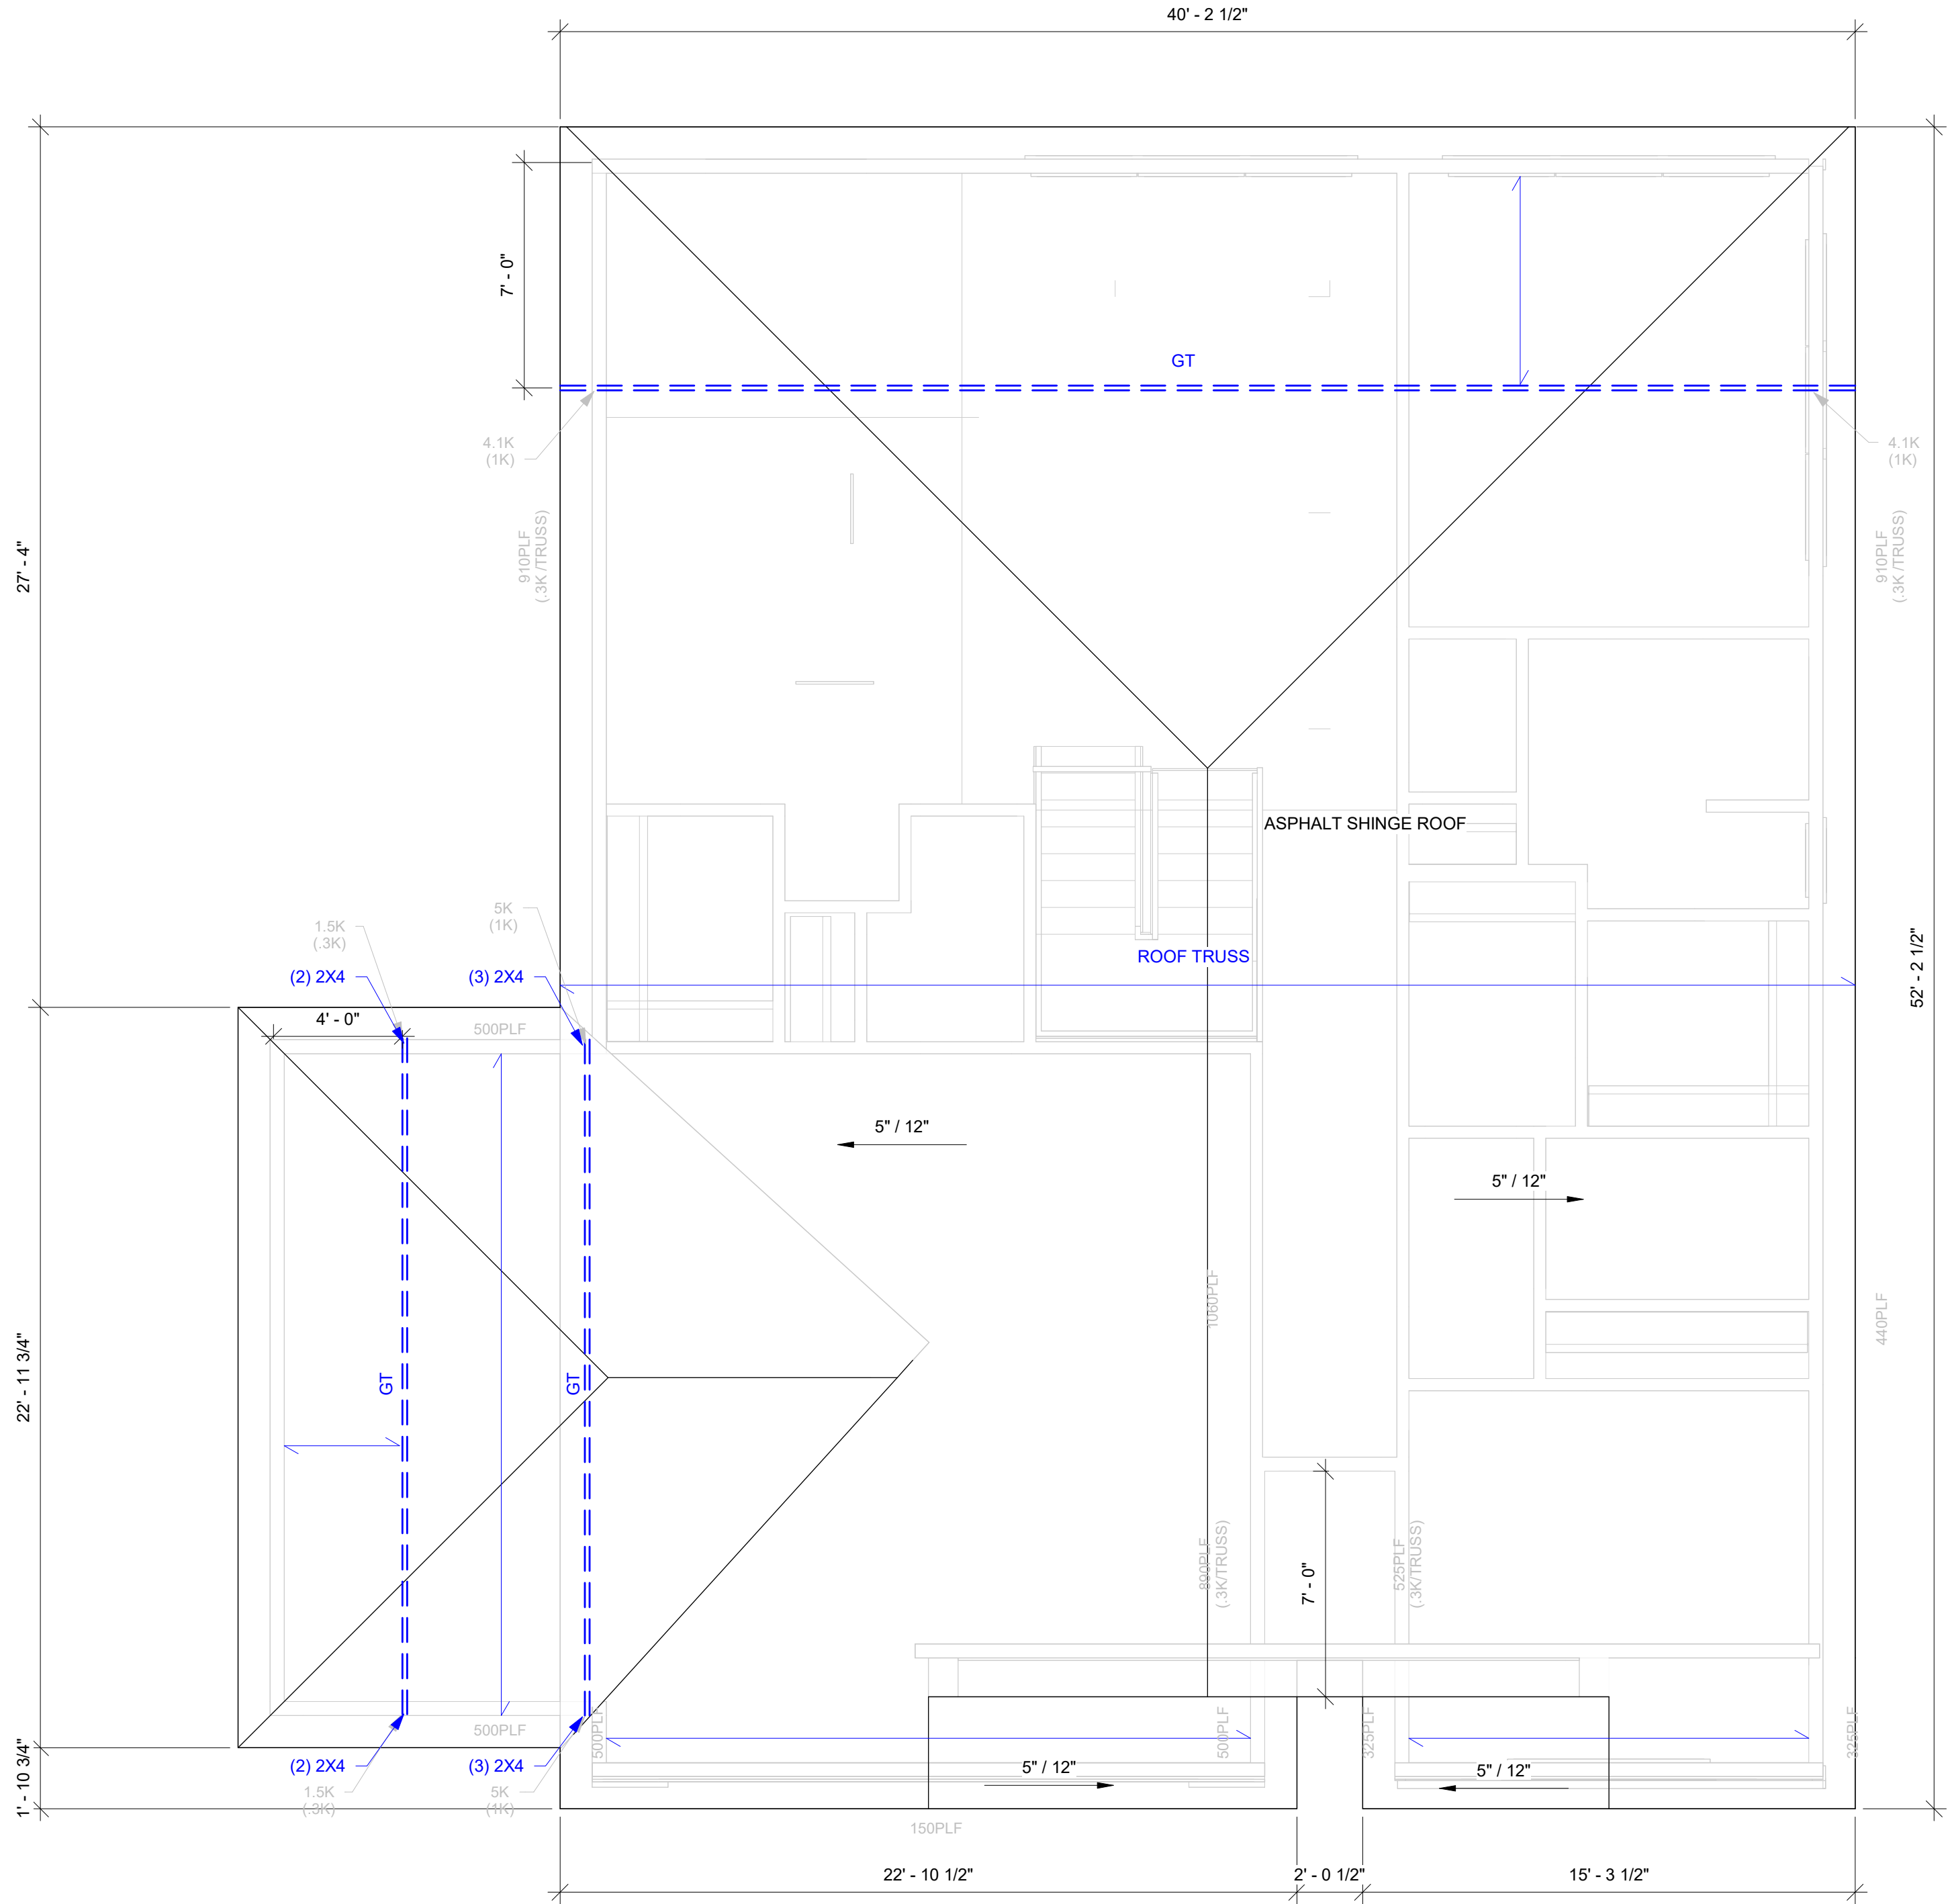 40' - 2 1/2"
7' - 0"
GT
4.1K
(1K)
4.1K
(1K)
910PLF
(.3K /TRUSS)
910PLF
(.3K /TRUSS)
27' - 4"
ASPHALT SHINGE ROOF
5K
(1K)
1.5K
(.3K)
ROOF TRUSS
(2) 2X4
(3) 2X4
52' - 2 1/2"
4' - 0"
500PLF
5" / 12"
5" / 12"
1060PLF
440PLF
22' - 11 3/4"
GT
GT
890PLF
(.3K/TRUSS)
525PLF
(.3K/TRUSS)
7' - 0"
500PLF
500PLF
500PLF
325PLF
325PLF
(2) 2X4
(3) 2X4
5" / 12"
5" / 12"
1.5K
(.3K)
5K
(1K)
1' - 10 3/4"
150PLF
22' - 10 1/2"
2' - 0 1/2"
15' - 3 1/2"